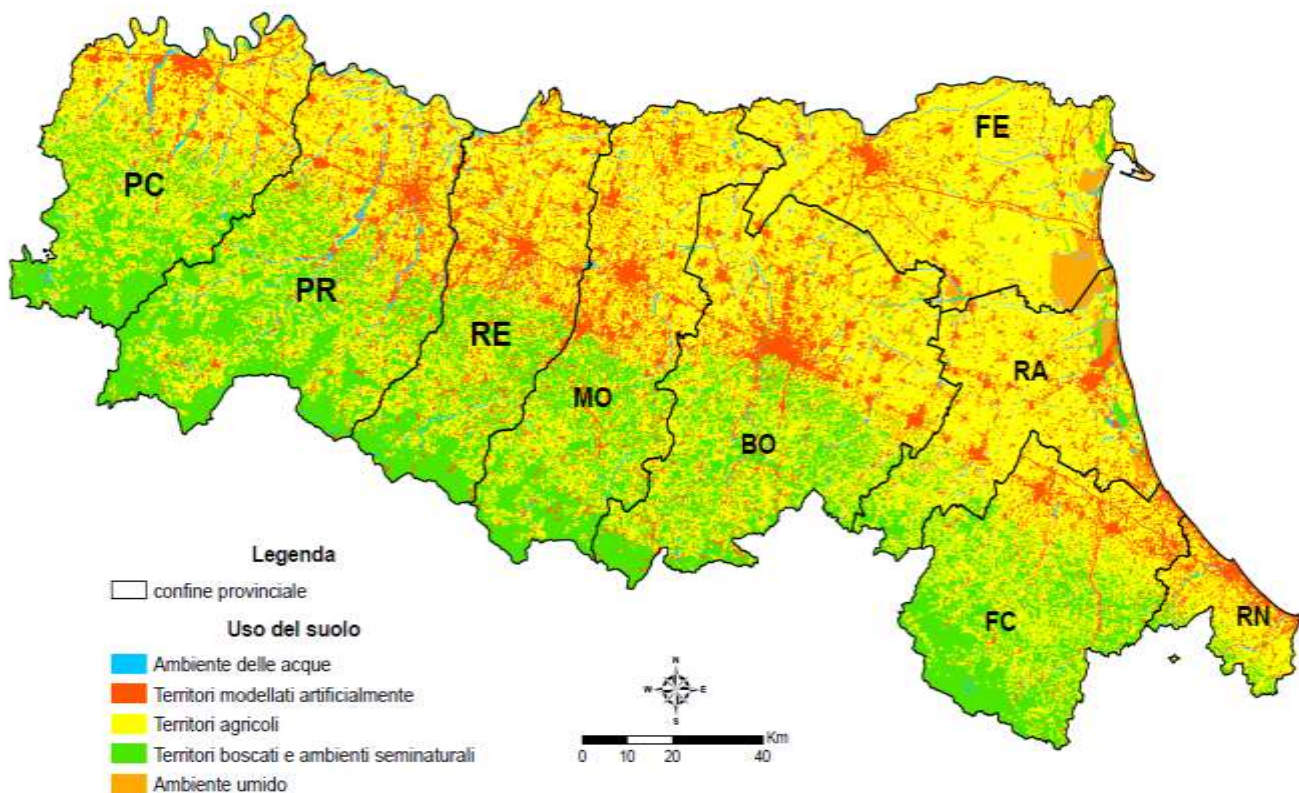 FE
PC
PR
RE
RA
MO
BO
FC
RN
Legenda
confine provinciale
Uso del suolo
Ambiente delle acque
Territori modellati artificialmente
Territori agricoli
Territori boscati e ambienti seminaturali
Ambiente umido
N
W E
S
Km
0 10 20 40